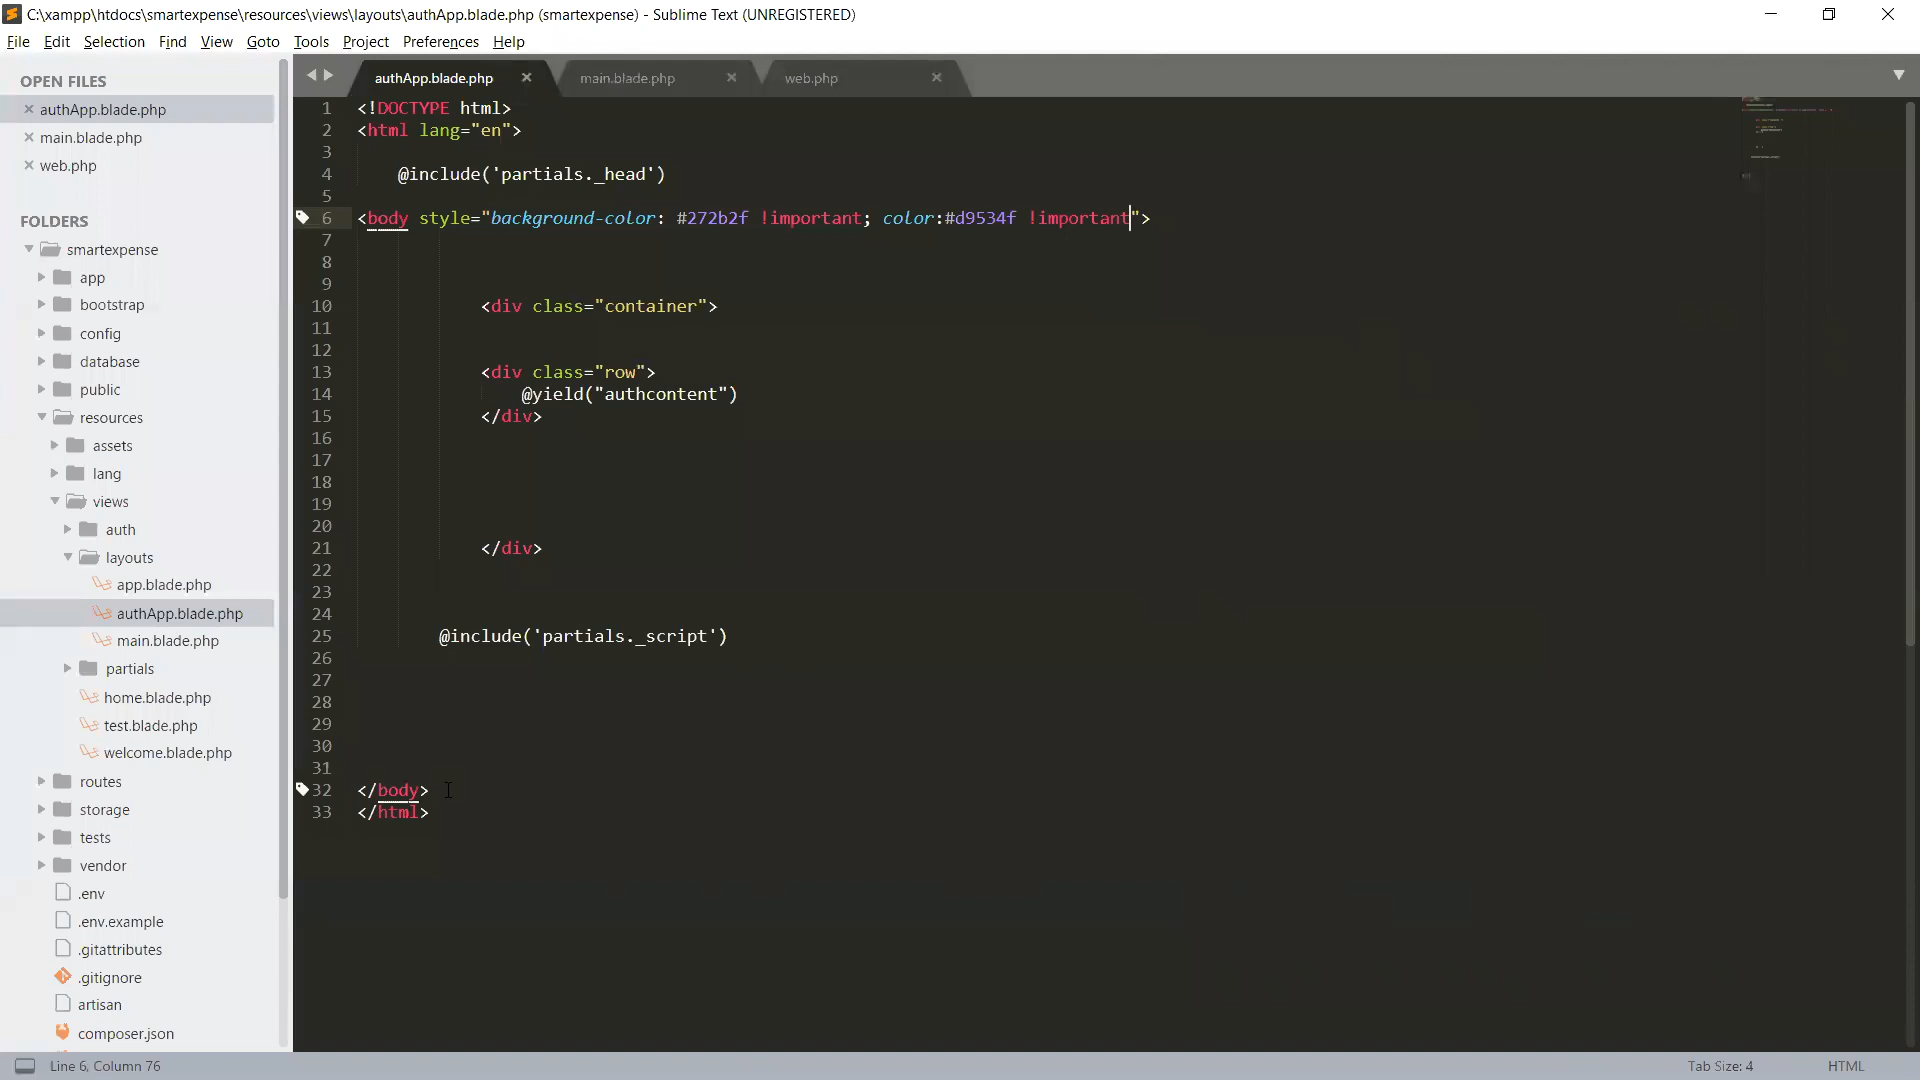 C:\xampp\htdocs\smartexpense\resources\views\layouts\authApp.blade.php (smartexpense) - Sublime Text (UNREGISTERED)
File Edit Selection Find View Goto Tools Project Preferences Help
OPEN FILES
authApp.blade.php
main.blade.php
web.php
FOLDERS
smartexpense
app
bootstrap
config
database
public
resources
assets
lang
views
auth
layouts
app.blade.php
authApp.blade.php
main.blade.php
partials
home.blade.php
test.blade.php
welcome.blade.php
routes
storage
tests
vendor
.env
.env.example
.gitattributes
.gitignore
artisan
composer.json
authApp.blade.php main.blade.php web.php
1 <!DOCTYPE html>
2 <html lang="en">
3
4 @include('partials._head')
5
6 <body style="background-color: #272b2f !important; color:#d9534f !important">
7
8
9
10 <div class="container">
11
12
13 <div class="row">
14 @yield("authcontent")
15 </div>
16
17
18
19
20
21 </div>
22
23
24
25 @include('partials._script')
26
27
28
29
30
31
32 </body>
33 </html>
Line 6, Column 76
Tab Size: 4
HTML